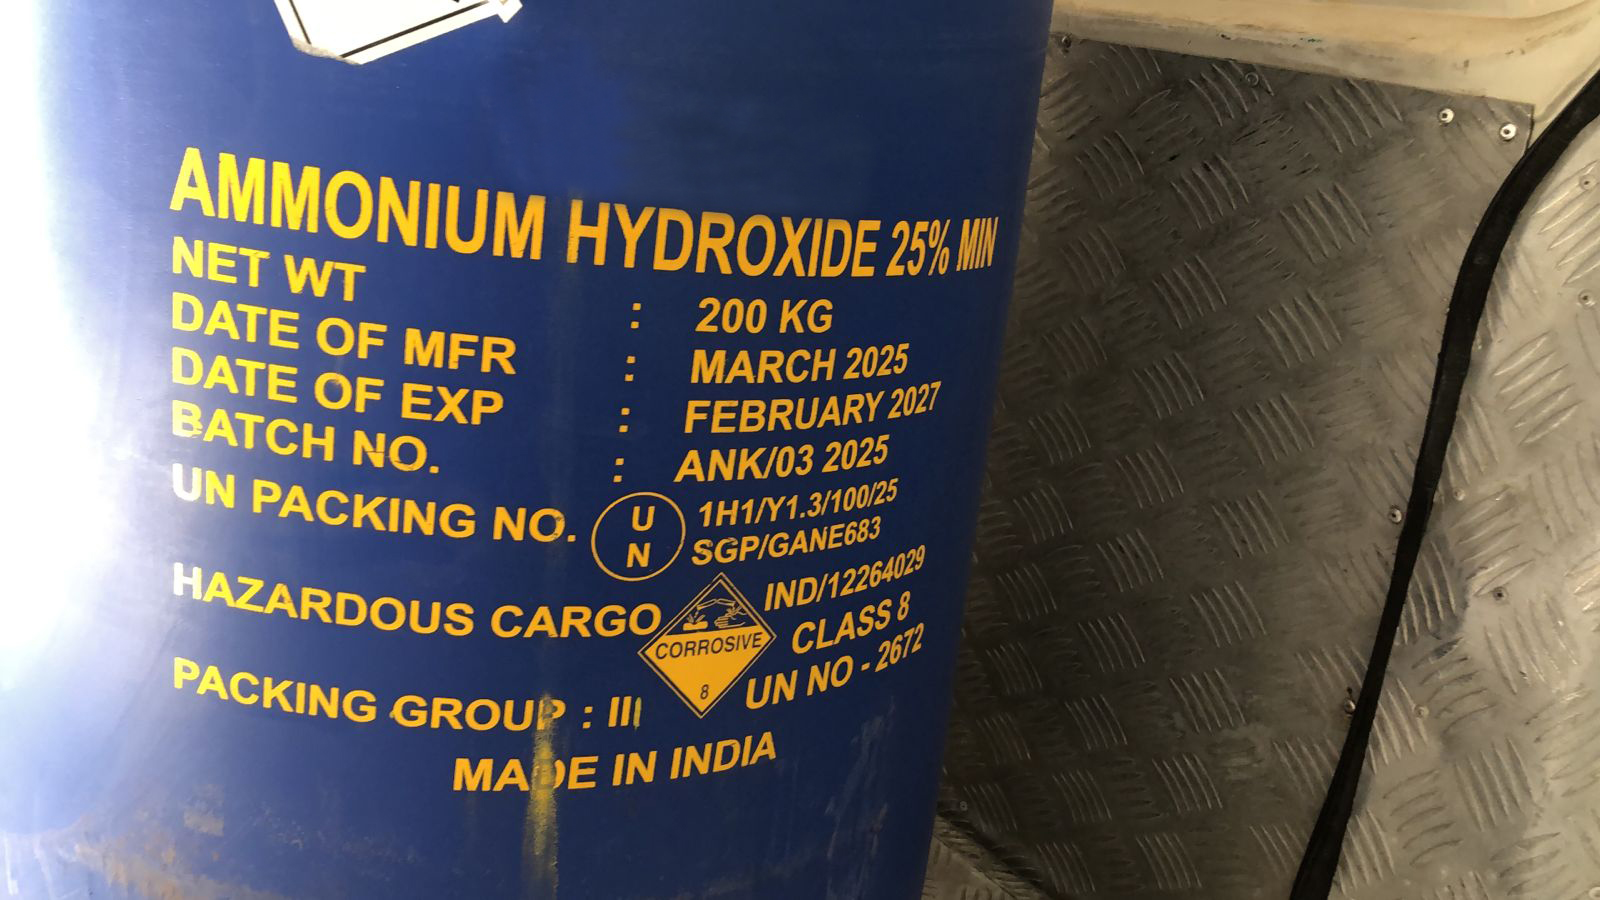 AMMONIUM HYDROXIDE 25% MIN
NET WT : 200 KG
DATE OF MFR : MARCH 2025
DATE OF EXP : FEBRUARY 2027
BATCH NO. : ANK/03 2025
UN PACKING NO. UN 1H1/Y1.3/100/25
SGP/GANE683
IND/12264029
HAZARDOUS CARGO CORROSIVE 8 CLASS 8
UN NO - 2672
PACKING GROUP : III
MADE IN INDIA